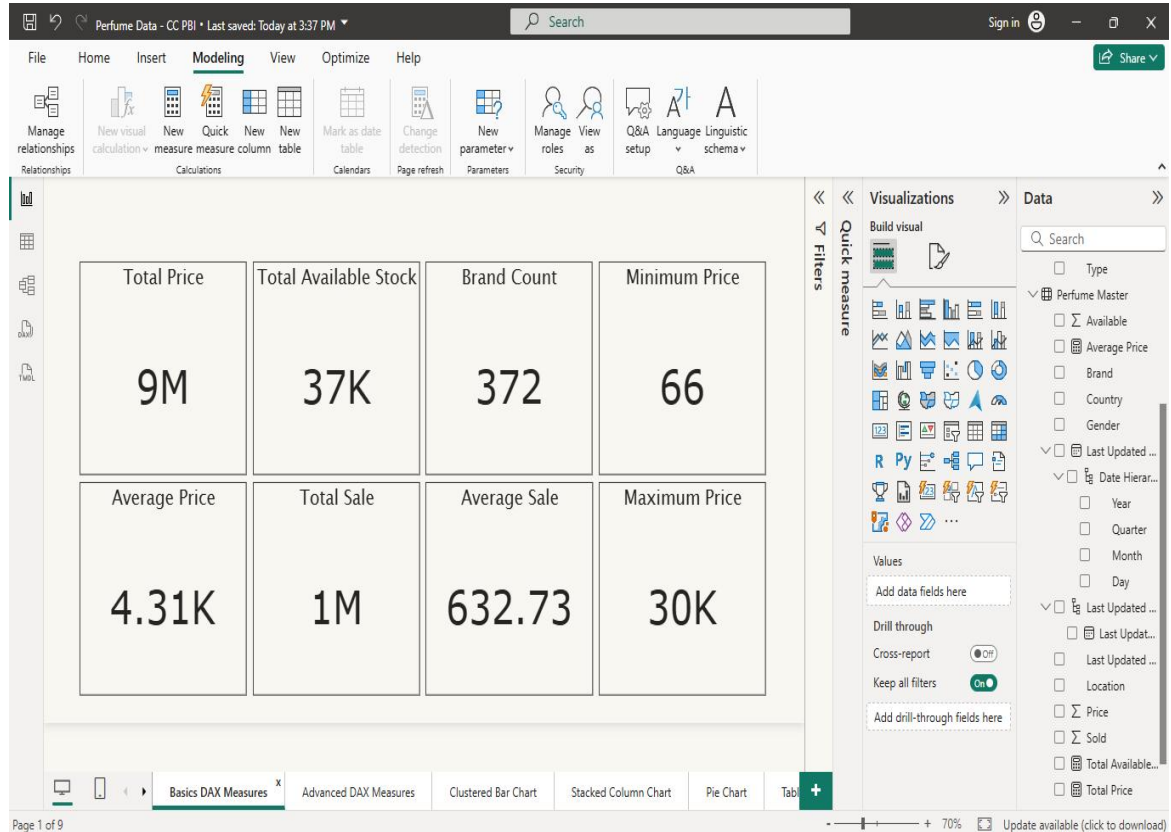 Perfume Data - CC PBI • Last saved: Today at 3:37 PM
Search
Sign in
File Home Insert Modeling View Optimize Help
Share
Manage relationships
New visual calculation
New measure
Quick measure
New column
New table
Mark as date table
Change detection
New parameter
Manage roles
View as
Q&A setup
Language
Linguistic schema
Relationships
Calculations
Calendars
Page refresh
Parameters
Security
Q&A
Total Price
9M
Total Available Stock
37K
Brand Count
372
Minimum Price
66
Average Price
4.31K
Total Sale
1M
Average Sale
632.73
Maximum Price
30K
DAX
TMDL
Filters
Quick measure
Visualizations
Build visual
123
R Py
Values
Add data fields here
Drill through
Cross-report
Off
Keep all filters
On
Add drill-through fields here
Data
Search
Type
Perfume Master
∑ Available
Average Price
Brand
Country
Gender
Last Updated ...
Date Hierar...
Year
Quarter
Month
Day
Last Updated ...
Last Updat...
Last Updated ...
Location
∑ Price
∑ Sold
Total Available...
Total Price
Basics DAX Measures x
Advanced DAX Measures
Clustered Bar Chart
Stacked Column Chart
Pie Chart
Tabl
+
Page 1 of 9
- + 70%
Update available (click to download)